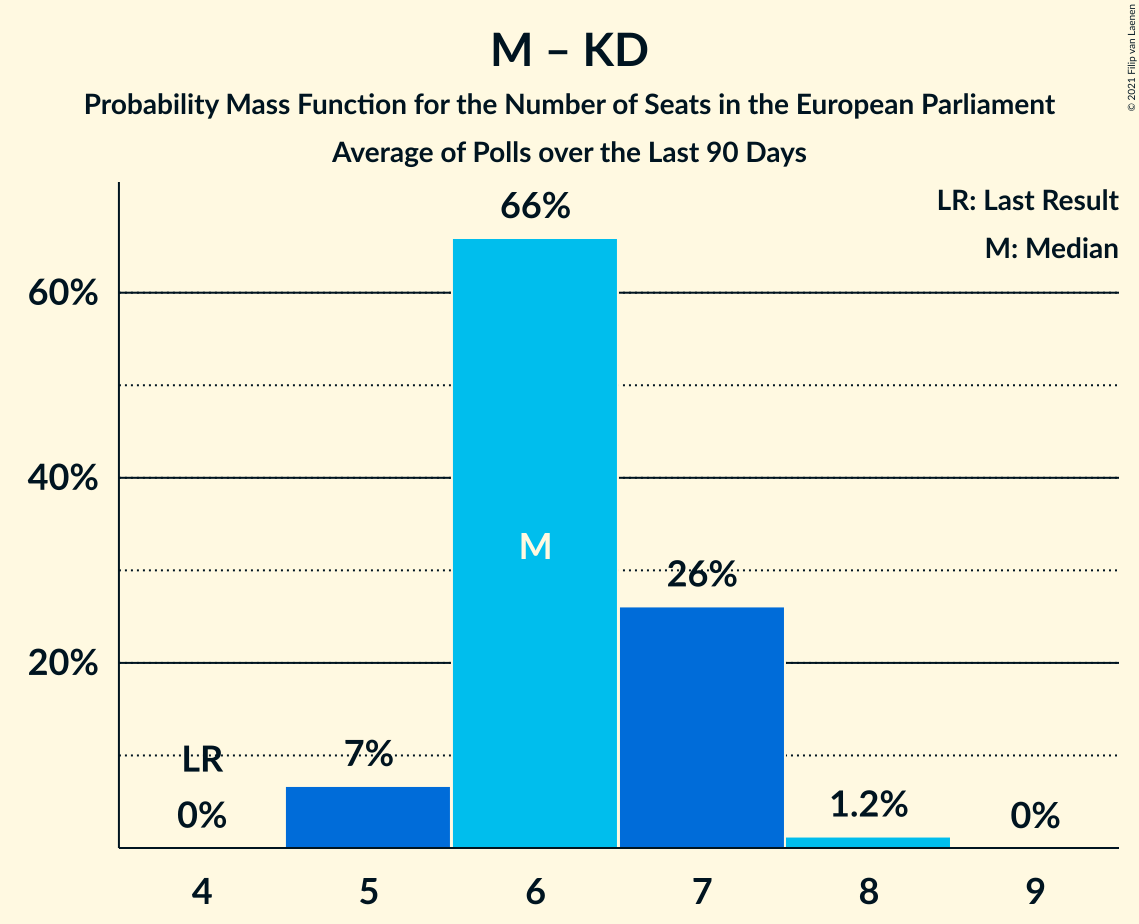 © 2021 Filip van Laenen
M – KD
Probability Mass Function for the Number of Seats in the European Parliament
Average of Polls over the Last 90 Days
LR: Last Result
M: Median
66%
60%
40%
M
26%
20%
LR
7%
0%
1.2%
0%
4 5 6 7 8 9